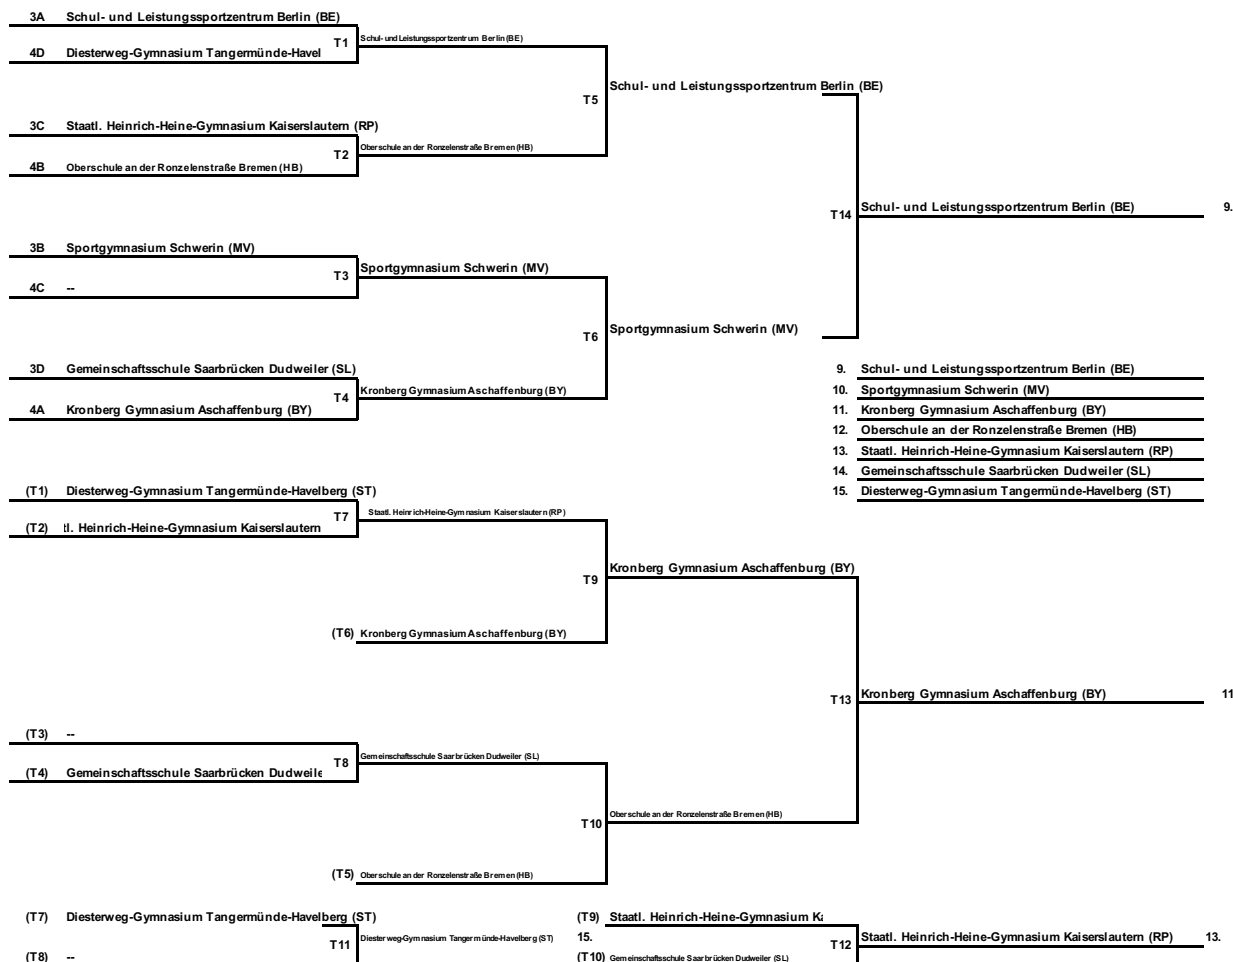 3A Schul- und Leistungssportzentrum Berlin (BE)
T1 Schul- und Leistungssportzentrum Berlin (BE)
4D Diesterweg-Gymnasium Tangermünde-Havel
T5 Schul- und Leistungssportzentrum Berlin (BE)
3C Staatl. Heinrich-Heine-Gymnasium Kaiserslautern (RP)
T2 Oberschule an der Ronzelenstraße Bremen (HB)
4B Oberschule an der Ronzelenstraße Bremen (HB)
T14 Schul- und Leistungssportzentrum Berlin (BE) 9.
3B Sportgymnasium Schwerin (MV)
T3 Sportgymnasium Schwerin (MV)
4C --
T6 Sportgymnasium Schwerin (MV)
3D Gemeinschaftsschule Saarbrücken Dudweiler (SL)
T4 Kronberg Gymnasium Aschaffenburg (BY)
4A Kronberg Gymnasium Aschaffenburg (BY)
9. Schul- und Leistungssportzentrum Berlin (BE)
10. Sportgymnasium Schwerin (MV)
11. Kronberg Gymnasium Aschaffenburg (BY)
12. Oberschule an der Ronzelenstraße Bremen (HB)
13. Staatl. Heinrich-Heine-Gymnasium Kaiserslautern (RP)
14. Gemeinschaftsschule Saarbrücken Dudweiler (SL)
15. Diesterweg-Gymnasium Tangermünde-Havelberg (ST)
(T1) Diesterweg-Gymnasium Tangermünde-Havelberg (ST)
T7 Staatl. Heinrich-Heine-Gymnasium Kaiserslautern (RP)
(T2) tl. Heinrich-Heine-Gymnasium Kaiserslautern
T9 Kronberg Gymnasium Aschaffenburg (BY)
(T6) Kronberg Gymnasium Aschaffenburg (BY)
T13 Kronberg Gymnasium Aschaffenburg (BY) 11
(T3) --
T8 Gemeinschaftsschule Saarbrücken Dudweiler (SL)
(T4) Gemeinschaftsschule Saarbrücken Dudweile
T10 Oberschule an der Ronzelenstraße Bremen (HB)
(T5) Oberschule an der Ronzelenstraße Bremen (HB)
(T7) Diesterweg-Gymnasium Tangermünde-Havelberg (ST)
T11 Diesterweg-Gymnasium Tangermünde-Havelberg (ST) 15.
(T8) --
(T9) Staatl. Heinrich-Heine-Gymnasium Ka
T12 Staatl. Heinrich-Heine-Gymnasium Kaiserslautern (RP) 13.
(T10) Gemeinschaftsschule Saarbrücken Dudweiler (SL)